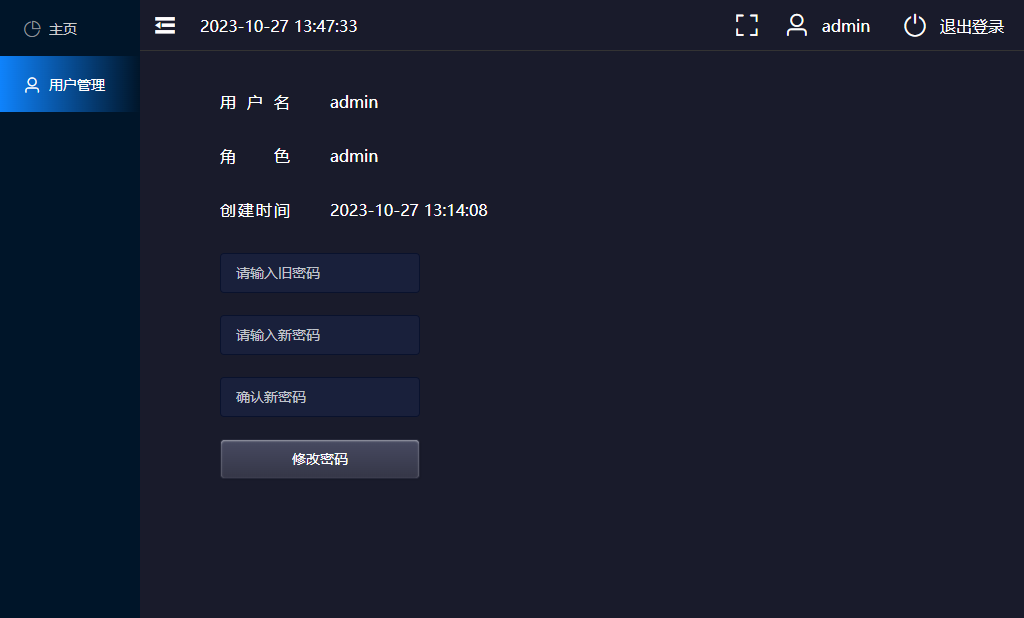 主页
用户管理
2023-10-27 13:47:33
admin
退出登录
用户名 admin
角色 admin
创建时间 2023-10-27 13:14:08
请输入旧密码
请输入新密码
确认新密码
修改密码